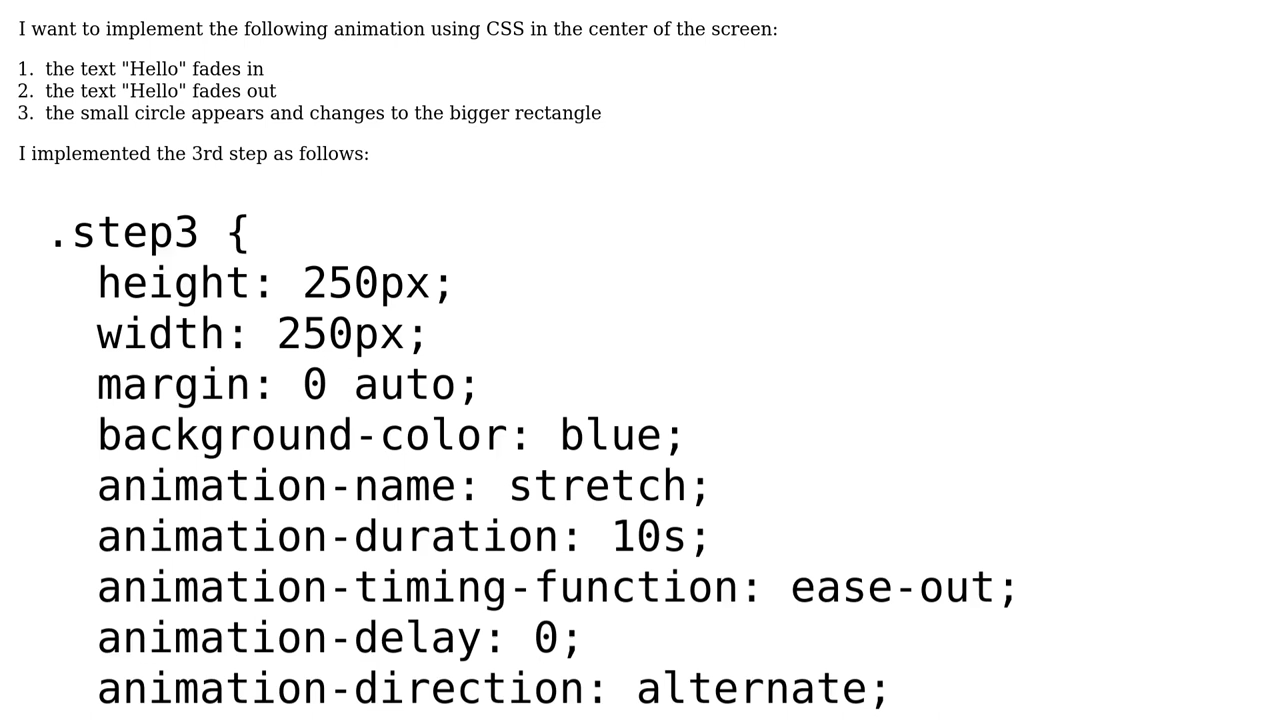 I want to implement the following animation using CSS in the center of the screen:
1. the text "Hello" fades in
2. the text "Hello" fades out
3. the small circle appears and changes to the bigger rectangle
I implemented the 3rd step as follows:
.step3 {
height: 250px;
width: 250px;
margin: 0 auto;
background-color: blue;
animation-name: stretch;
animation-duration: 10s;
animation-timing-function: ease-out;
animation-delay: 0;
animation-direction: alternate;